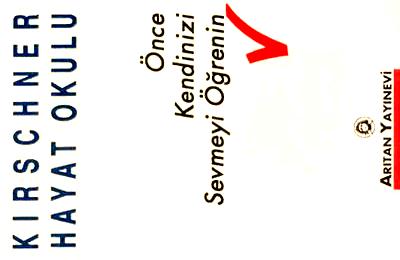 KIRSCHNER
HAYAT OKULU
Önce
Kendinizi
Sevmeyi Öğrenin
ARITAN YAYINEVİ